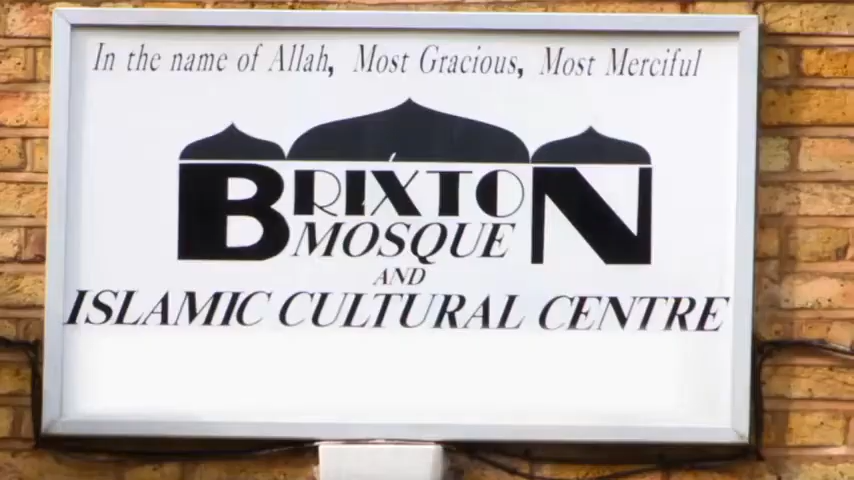 In the name of Allah, Most Gracious, Most Merciful
BRIXTON
MOSQUE
AND
ISLAMIC CULTURAL CENTRE